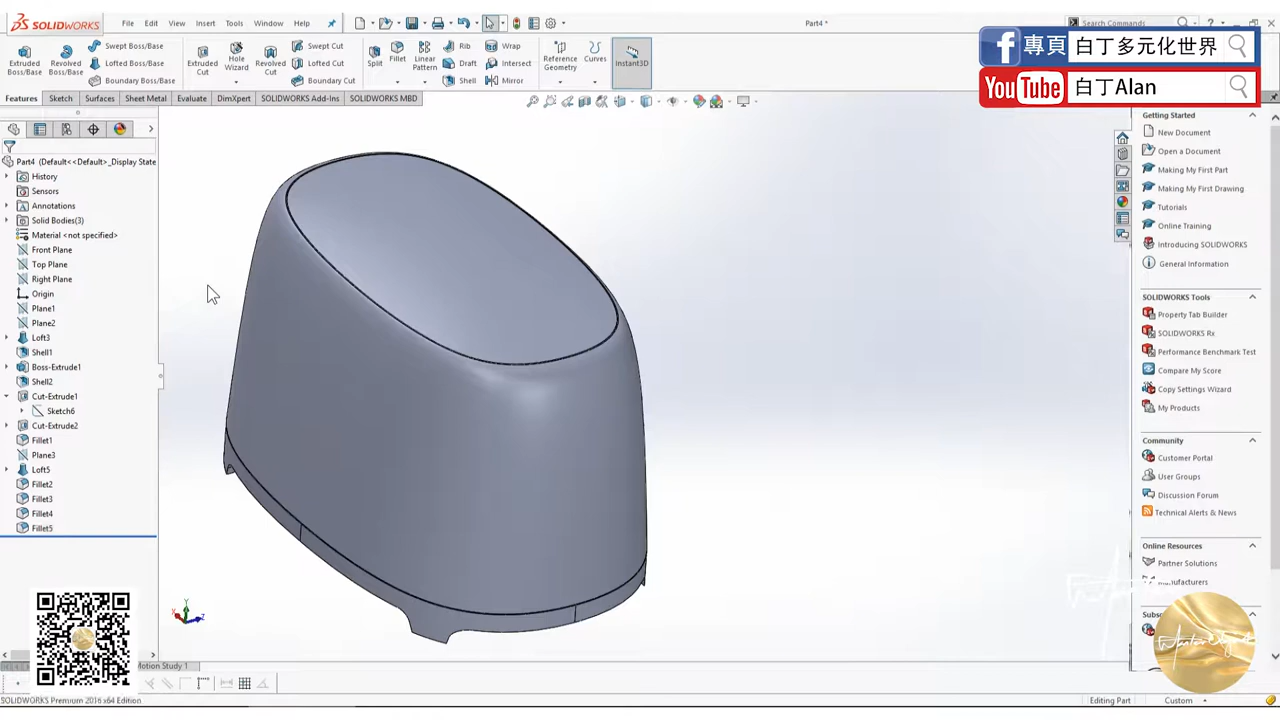 SOLIDWORKS
File Edit View Insert Tools Window Help
Part4 *
Search Commands
専頁 白丁多元化世界
YouTube 白丁Alan
Extruded Boss/Base
Revolved Boss/Base
Swept Boss/Base
Lofted Boss/Base
Boundary Boss/Base
Extruded Cut
Hole Wizard
Revolved Cut
Swept Cut
Lofted Cut
Boundary Cut
Split
Fillet
Linear Pattern
Rib
Draft
Shell
Wrap
Intersect
Mirror
Reference Geometry
Curves
Instant3D
Features Sketch Surfaces Sheet Metal Evaluate DimXpert SOLIDWORKS Add-Ins SOLIDWORKS MBD
Part4 (Default<<Default>_Display State
History
Sensors
Annotations
Solid Bodies(3)
Material <not specified>
Front Plane
Top Plane
Right Plane
Origin
Plane1
Plane2
Loft3
Shell1
Boss-Extrude1
Shell2
Cut-Extrude1
Sketch6
Cut-Extrude2
Fillet1
Plane3
Loft5
Fillet2
Fillet3
Fillet4
Fillet5
Getting Started
New Document
Open a Document
Making My First Part
Making My First Drawing
Tutorials
Online Training
Introducing SOLIDWORKS
General Information
SOLIDWORKS Tools
Property Tab Builder
SOLIDWORKS Rx
Performance Benchmark Test
Compare My Score
Copy Settings Wizard
My Products
Community
Customer Portal
User Groups
Discussion Forum
Technical Alerts & News
Online Resources
Partner Solutions
Motion Study 1
SOLIDWORKS Premium 2016 x64 Edition
Editing Part
Custom